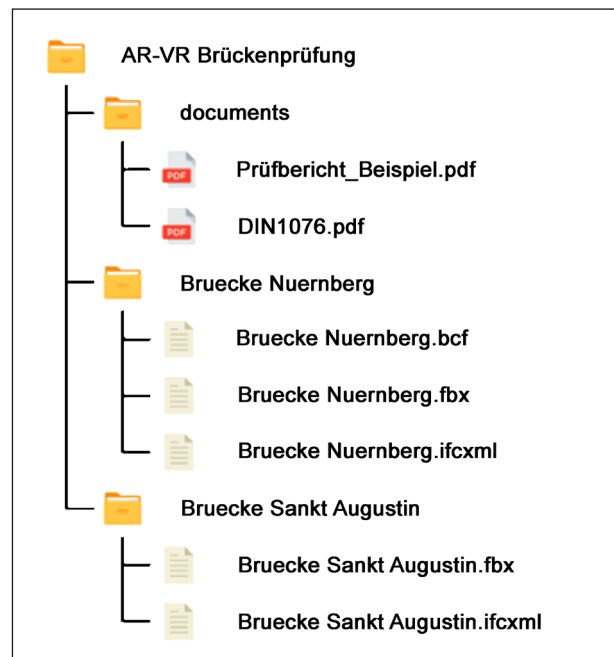 AR-VR Brückenprüfung
documents
PDF Prüfbericht_Beispiel.pdf
PDF DIN1076.pdf
Bruecke Nuernberg
Bruecke Nuernberg.bcf
Bruecke Nuernberg.fbx
Bruecke Nuernberg.ifcxml
Bruecke Sankt Augustin
Bruecke Sankt Augustin.fbx
Bruecke Sankt Augustin.ifcxml